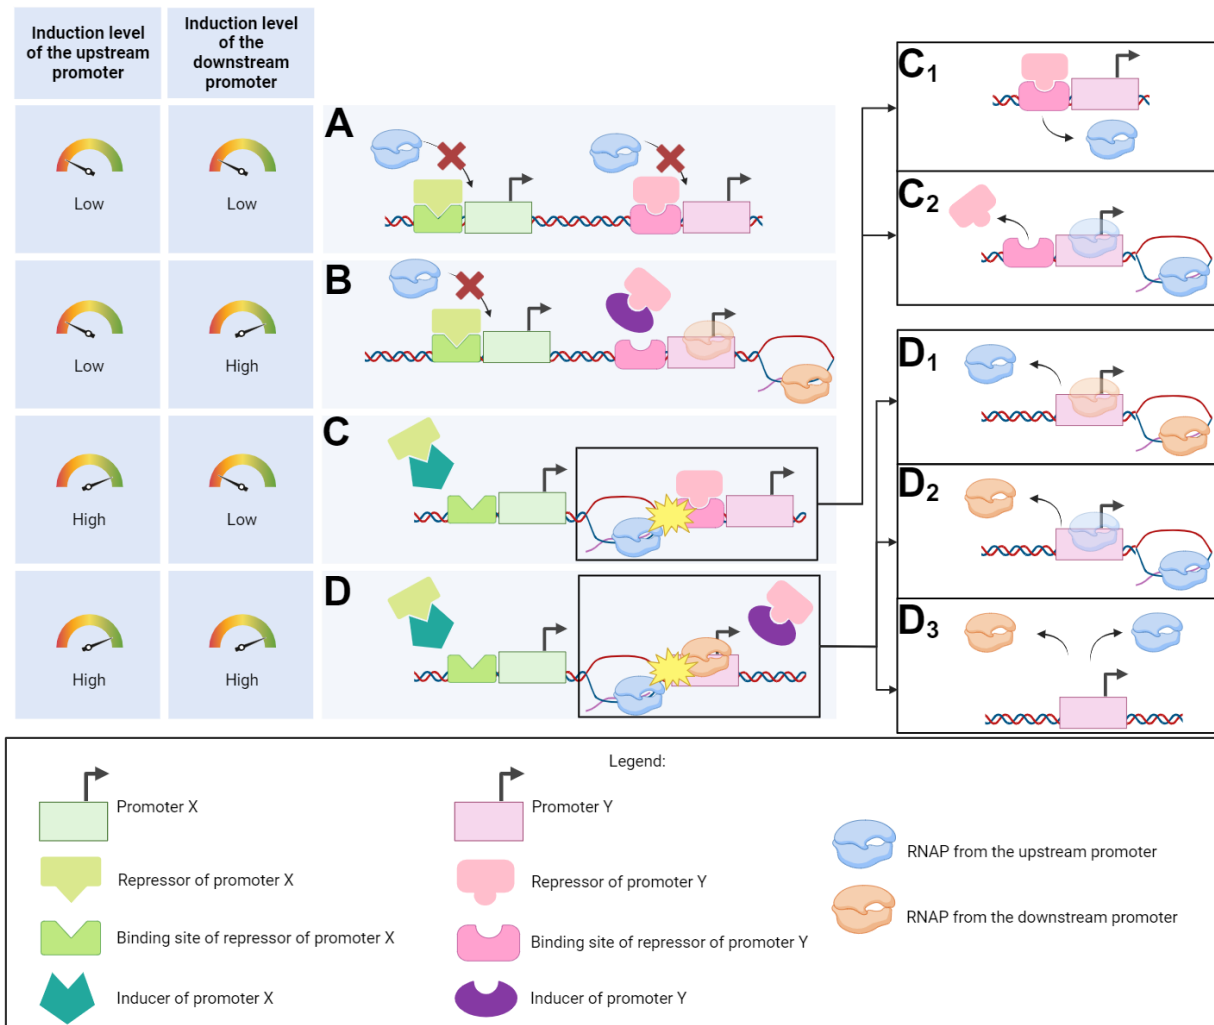 Induction level
of the upstream
promoter
Induction level
of the
downstream
promoter
A
Low
Low
B
Low
High
C
High
Low
D
High
High
C1
C2
D1
D2
D3
Legend:
Promoter X
Promoter Y
RNAP from the upstream promoter
Repressor of promoter X
Repressor of promoter Y
RNAP from the downstream promoter
Binding site of repressor of promoter X
Binding site of repressor of promoter Y
Inducer of promoter X
Inducer of promoter Y